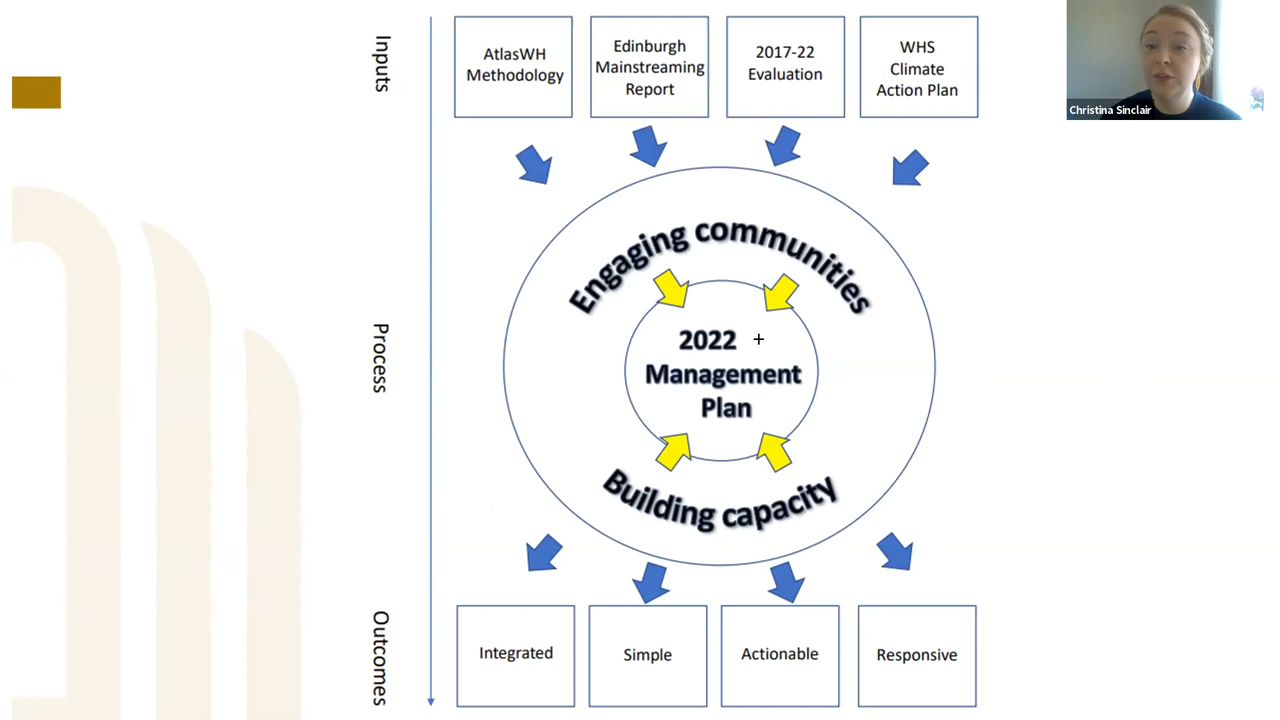 Inputs
AtlasWH
Methodology
Edinburgh
Mainstreaming
Report
2017-22
Evaluation
WHS
Climate
Action Plan
Christina Sinclair
Process
Engaging communities
2022
Management
Plan
Building capacity
Outcomes
Integrated
Simple
Actionable
Responsive